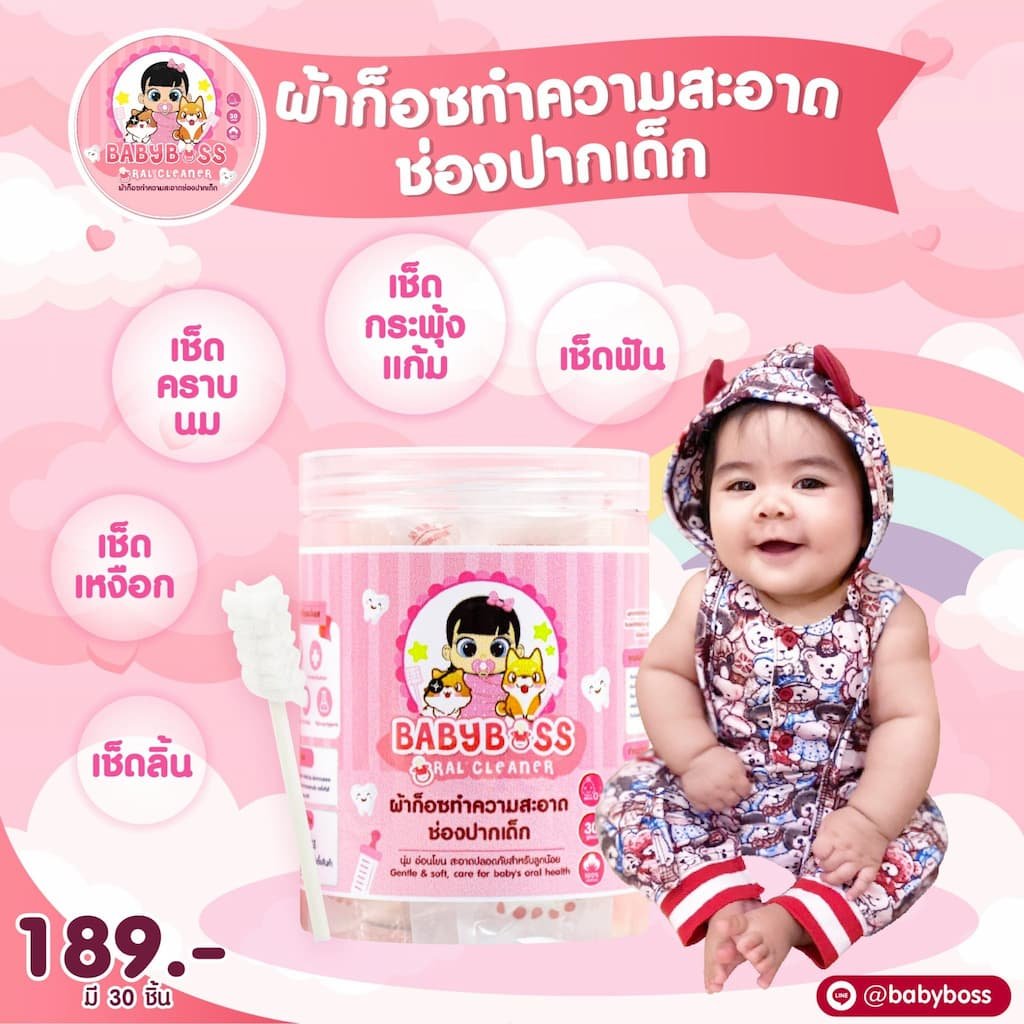 ผ้าก็อซทำความสะอาด
ช่องปากเด็ก
BABYBOSS
ORAL CLEANER
ผ้าก็อซทำความสะอาดช่องปากเด็ก
เช็ด
คราบ
นม
เช็ด
กระพุ้ง
แก้ม
เช็ดฟัน
เช็ด
เหงือก
เช็ดลิ้น
BABYBOSS
ORAL CLEANER
ผ้าก็อซทำความสะอาด
ช่องปากเด็ก
นุ่ม อ่อนโยน สะอาดปลอดภัยสำหรับลูกน้อย
Gentle & soft, care for baby's oral health
30
100%
189.-
มี 30 ชิ้น
LINE
@babyboss